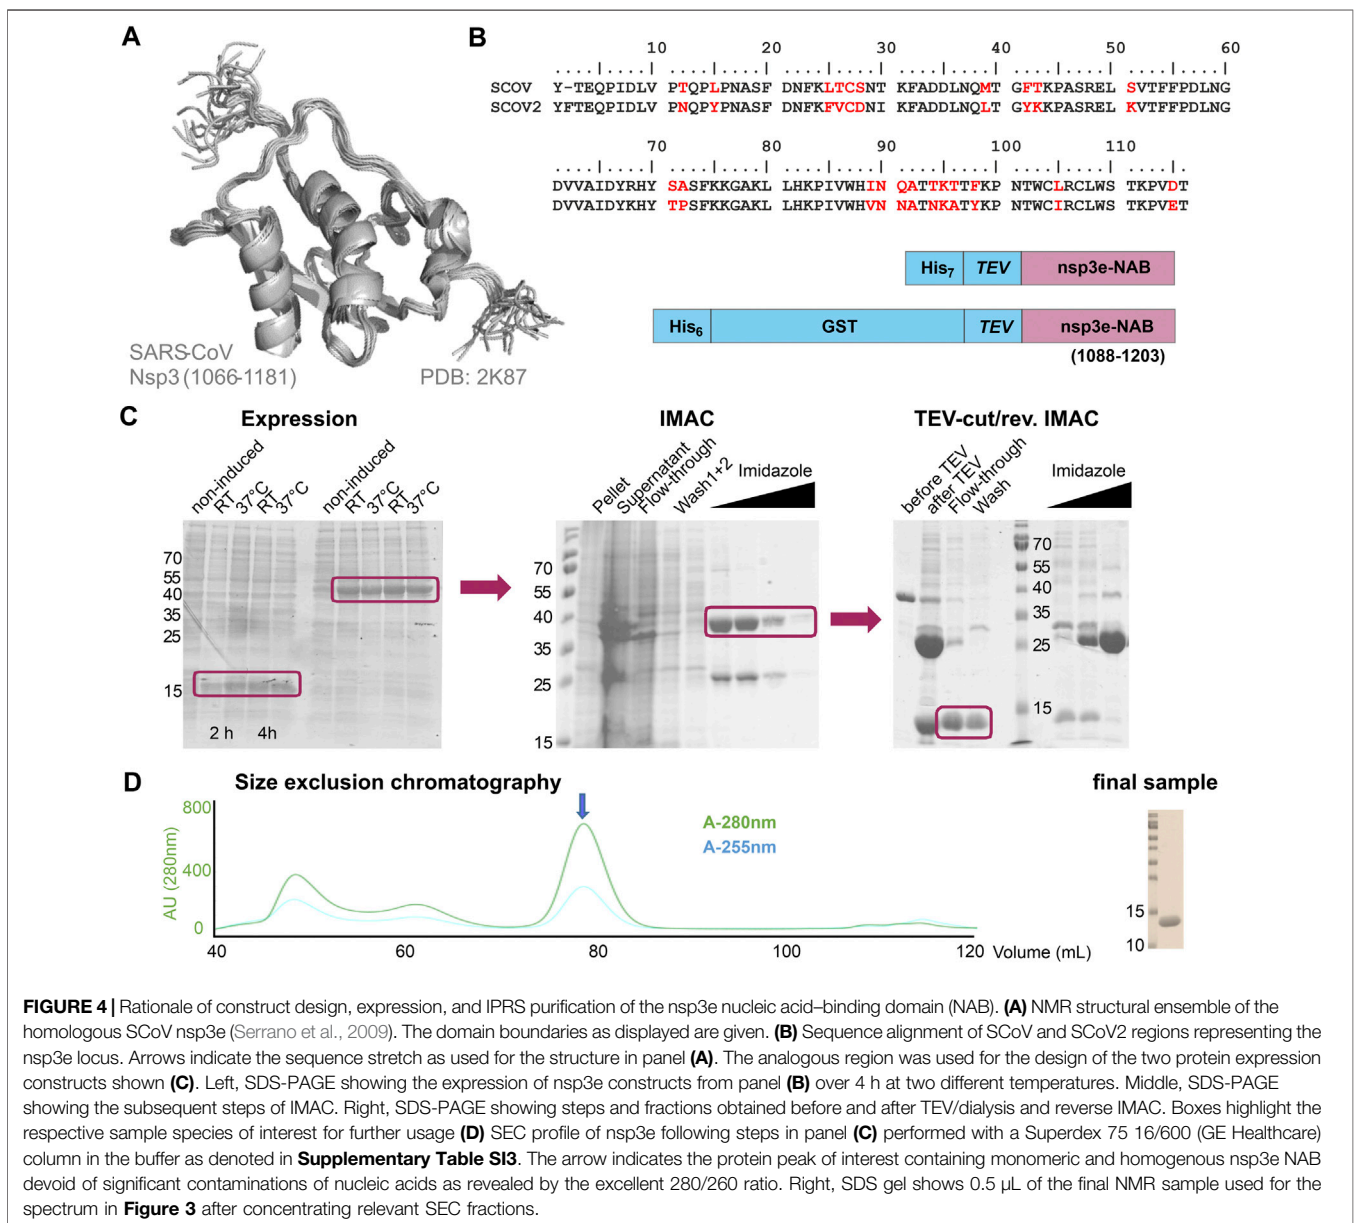 A
SARS-CoV
Nsp3 (1066-1181)
PDB: 2K87
B
10 20 30 40 50 60
SCOV Y-TEQPIDLV PTQPLPNASF DNFKLTCSNT KFADDLNQMT GFTKPASREL SVTFFPDLNG
SCOV2 YFTEQPIDLV PNQPYPNASF DNFKFVCDNI KFADDLNQLT GYKKPASREL KVTFFPDLNG
70 80 90 100 110
DVVAIDYRHY SASFKKGAKL LHKPIVWHIN QATTKTTFKP NTWCLRCLWS TKPVDT
DVVAIDYKHY TPSFKKGAKL LHKPIVWHVN NATNKATYKP NTWCIRCLWS TKPVET
His7 TEV nsp3e-NAB
His6 GST TEV nsp3e-NAB
(1088-1203)
C
Expression
non-induced RT 37°C RT 37°C non-induced RT 37°C RT 37°C
70
55
40
35
25
15
2 h 4h
IMAC
Pellet Supernatant Flow-through Wash1+2 Imidazole
70
55
40
35
25
15
TEV-cut/rev. IMAC
before TEV after TEV Flow-through Wash Imidazole
70
55
40
35
25
15
D
Size exclusion chromatography
AU (280nm)
800
400
0
A-280nm
A-255nm
40 60 80 100 120 Volume (mL)
final sample
15
10
FIGURE 4 | Rationale of construct design, expression, and IPRS purification of the nsp3e nucleic acid–binding domain (NAB). (A) NMR structural ensemble of the
homologous SCoV nsp3e (Serrano et al., 2009). The domain boundaries as displayed are given. (B) Sequence alignment of SCoV and SCoV2 regions representing the
nsp3e locus. Arrows indicate the sequence stretch as used for the structure in panel (A). The analogous region was used for the design of the two protein expression
constructs shown (C). Left, SDS-PAGE showing the expression of nsp3e constructs from panel (B) over 4 h at two different temperatures. Middle, SDS-PAGE
showing the subsequent steps of IMAC. Right, SDS-PAGE showing steps and fractions obtained before and after TEV/dialysis and reverse IMAC. Boxes highlight the
respective sample species of interest for further usage (D) SEC profile of nsp3e following steps in panel (C) performed with a Superdex 75 16/600 (GE Healthcare)
column in the buffer as denoted in Supplementary Table SI3. The arrow indicates the protein peak of interest containing monomeric and homogenous nsp3e NAB
devoid of significant contaminations of nucleic acids as revealed by the excellent 280/260 ratio. Right, SDS gel shows 0.5 µL of the final NMR sample used for the
spectrum in Figure 3 after concentrating relevant SEC fractions.